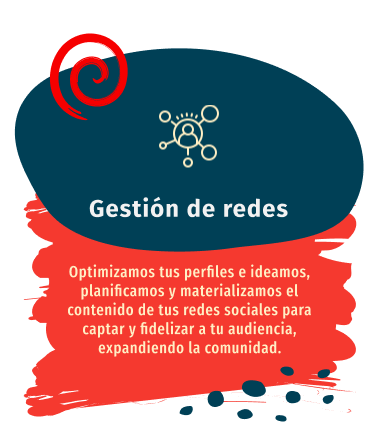 Gestión de redes
Optimizamos tus perfiles e ideamos,
planificamos y materializamos el
contenido de tus redes sociales para
captar y fidelizar a tu audiencia,
expandiendo la comunidad.